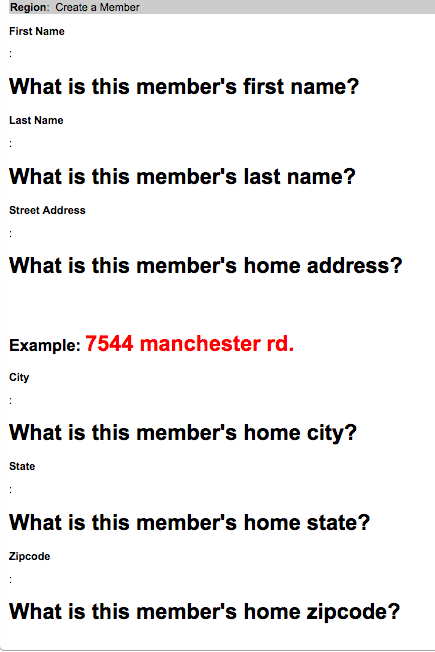 Region: Create a Member
First Name
:
What is this member's first name?
Last Name
:
What is this member's last name?
Street Address
:
What is this member's home address?
Example: 7544 manchester rd.
City
:
What is this member's home city?
State
:
What is this member's home state?
Zipcode
:
What is this member's home zipcode?